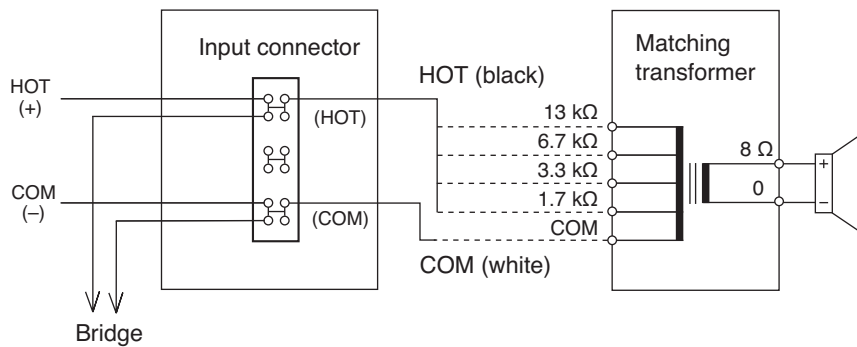 Input connector
HOT
(+)
(HOT)
COM
(–)
(COM)
Bridge
HOT (black)
13 kΩ
6.7 kΩ
3.3 kΩ
1.7 kΩ
COM
COM (white)
Matching
transformer
8 Ω
0
+
–